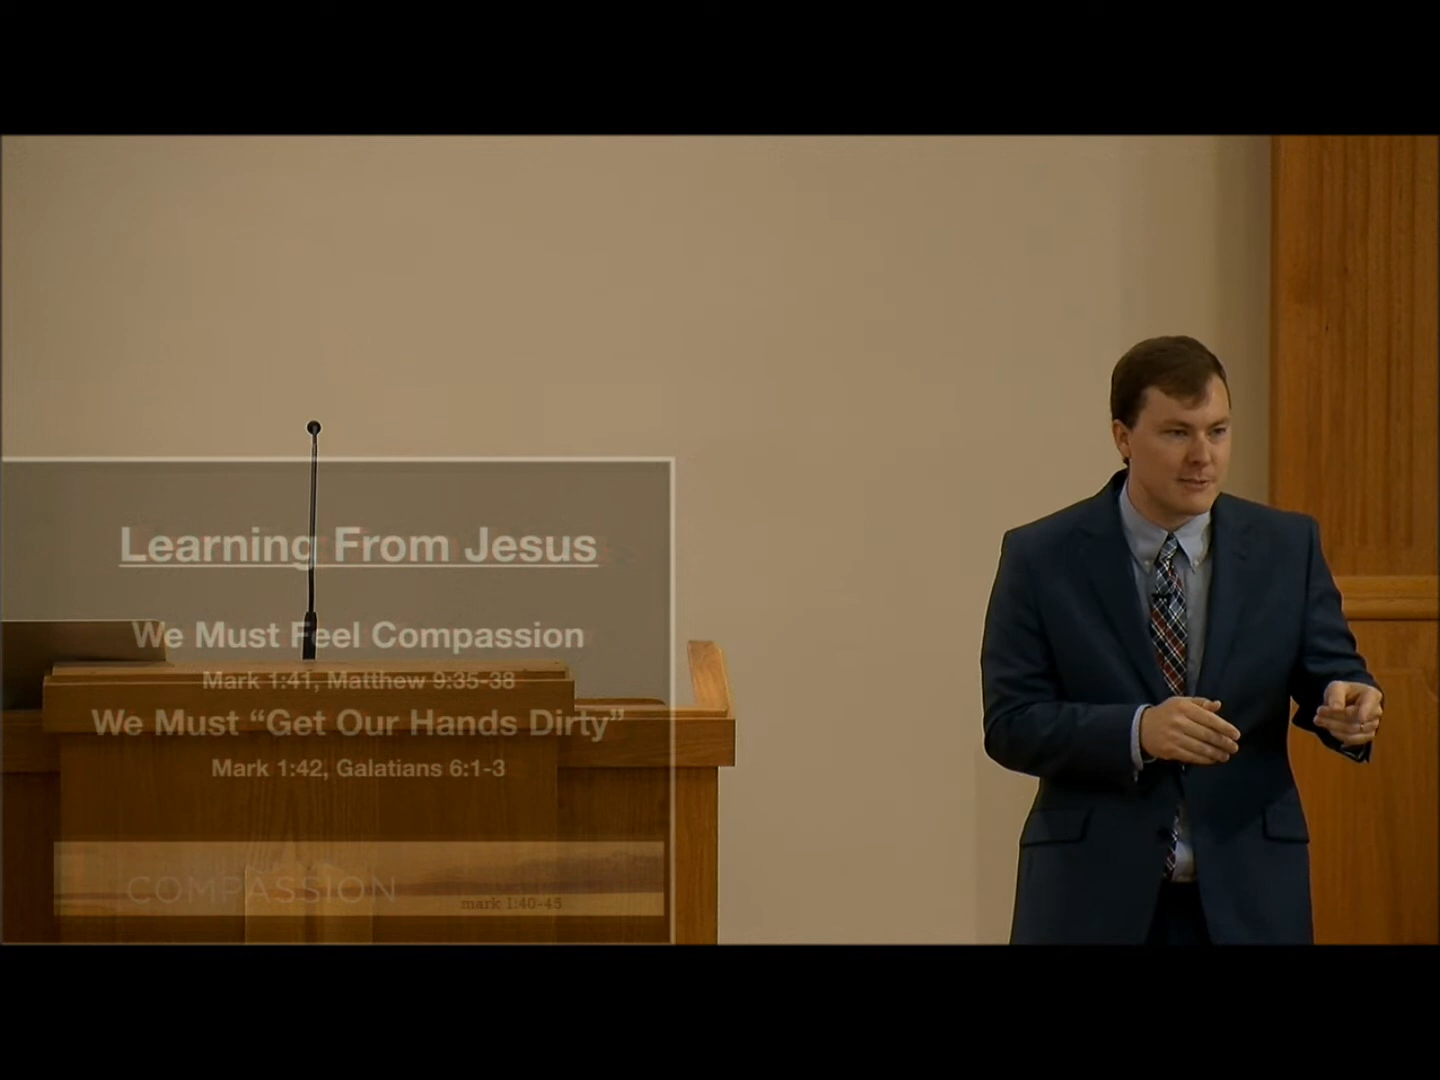 Learning From Jesus
We Must Feel Compassion
Mark 1:41, Matthew 9:35-38
We Must “Get Our Hands Dirty”
Mark 1:42, Galatians 6:1-3
COMPASSION
mark 1:40-45